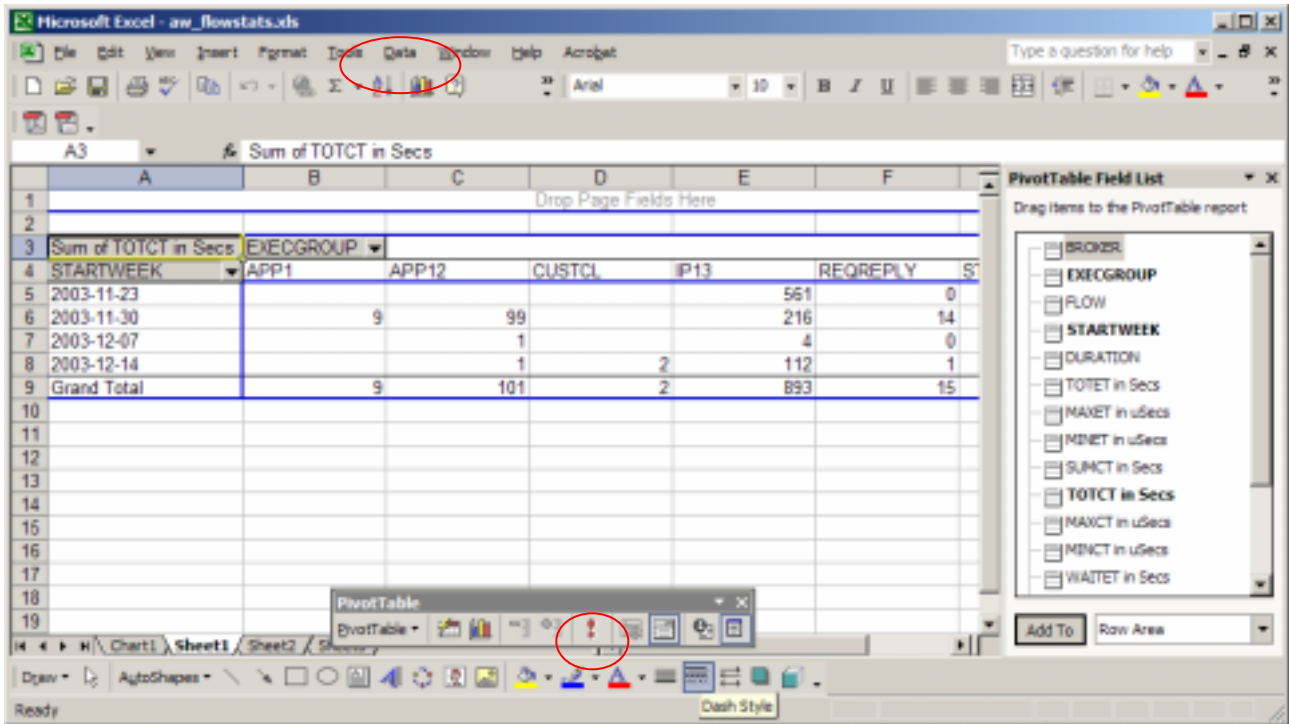 Microsoft Excel - aw_flowstats.xls
File Edit View Insert Format Tools Data Window Help Acrobat Type a question for help
Arial 10 B I U
A3 fx Sum of TOTCT in Secs
A B C D E F
1 Drop Page Fields Here
2
3 Sum of TOTCT in Secs EXECGROUP
4 STARTWEEK APP1 APP12 CUSTCL IP13 REQREPLY ST
5 2003-11-23 561 0
6 2003-11-30 9 99 216 14
7 2003-12-07 1 4 0
8 2003-12-14 1 2 112 1
9 Grand Total 9 101 2 893 15
10
11
12
13
14
15
16
17
18
19
PivotTable Field List
Drag items to the PivotTable report
BROKER
EXECGROUP
FLOW
STARTWEEK
DURATION
TOTET in Secs
MAXET in uSecs
MINET in uSecs
SUMCT in Secs
TOTCT in Secs
MAXCT in uSecs
MINCT in uSecs
WAITET in Secs
Add To Row Area
PivotTable
PivotTable
Chart1 Sheet1 Sheet2
Draw AutoShapes
Dash Style
Ready